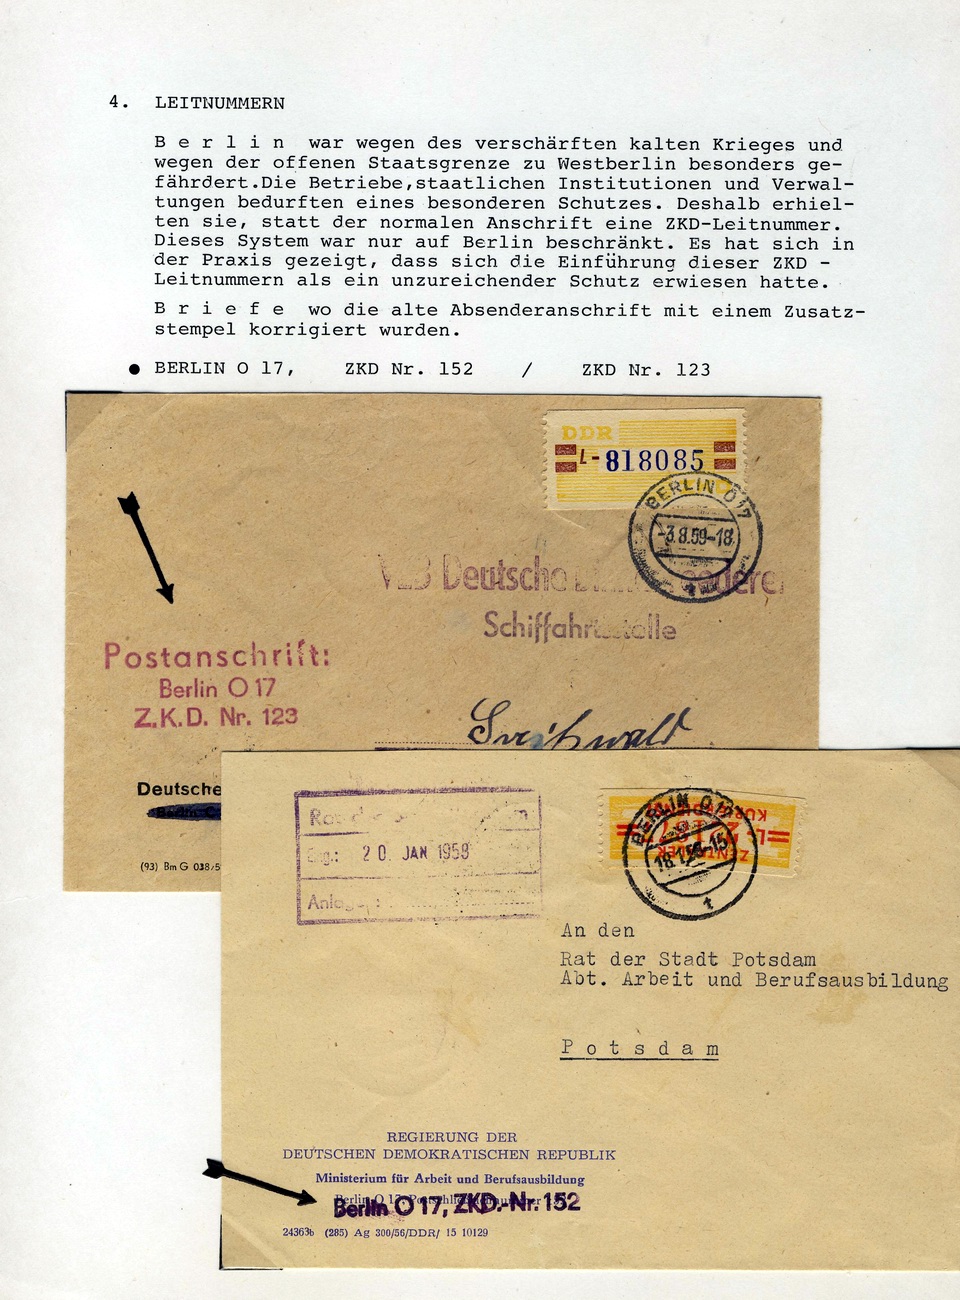 4. LEITNUMMERN
B e r l i n war wegen des verschärften kalten Krieges und
wegen der offenen Staatsgrenze zu Westberlin besonders ge-
fährdert.Die Betriebe,staatlichen Institutionen und Verwal-
tungen bedurften eines besonderen Schutzes. Deshalb erhiel-
ten sie, statt der normalen Anschrift eine ZKD-Leitnummer.
Dieses System war nur auf Berlin beschränkt. Es hat sich in
der Praxis gezeigt, dass sich die Einführung dieser ZKD -
Leitnummern als ein unzureichender Schutz erwiesen hatte.
B r i e f e wo die alte Absenderanschrift mit einem Zusatz-
stempel korrigiert wurden.
● BERLIN O 17, ZKD Nr. 152 / ZKD Nr. 123
DDR
L-818085
BERLIN O17
-3.8.59-18
VEB Deutsche
Schiffahrtsstelle
Postanschrift:
Berlin O 17
Z.K.D. Nr. 123
Deutsche
(93) Bm G 038/5
Eing.: 20. JAN 1959
BERLIN O17
t
An den
Rat der Stadt Potsdam
Abt. Arbeit und Berufsausbildung
P o t s d a m
REGIERUNG DER
DEUTSCHEN DEMOKRATISCHEN REPUBLIK
Ministerium für Arbeit und Berufsausbildung
Berlin O 17, ZKD.-Nr. 152
24363b (285) Ag 300/56/DDR/ 15 10129